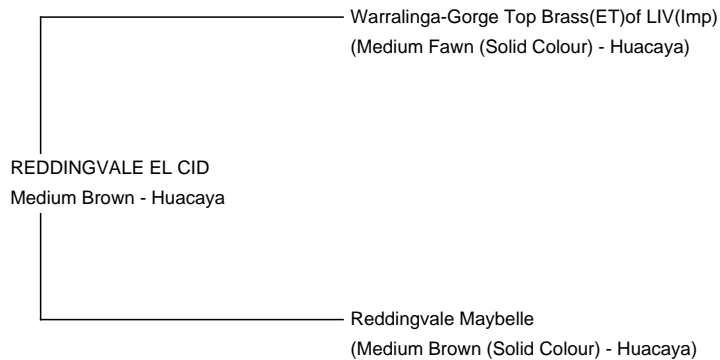 Warralinga-Gorge Top Brass(ET)of LIV(Imp)
(Medium Fawn (Solid Colour) - Huacaya)
REDDINGVALE EL CID
Medium Brown - Huacaya
Reddingvale Maybelle
(Medium Brown (Solid Colour) - Huacaya)